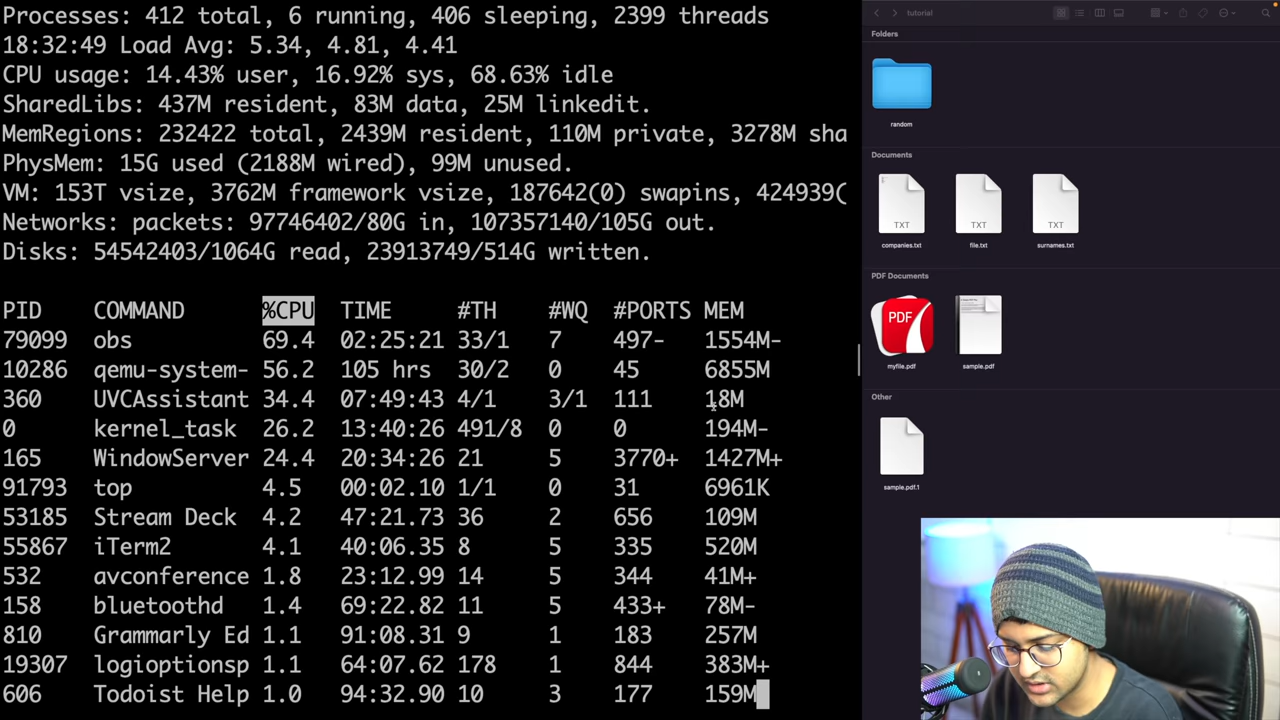 Processes: 412 total, 6 running, 406 sleeping, 2399 threads
18:32:49 Load Avg: 5.34, 4.81, 4.41
CPU usage: 14.43% user, 16.92% sys, 68.63% idle
SharedLibs: 437M resident, 83M data, 25M linkedit.
MemRegions: 232422 total, 2439M resident, 110M private, 3278M sha
PhysMem: 15G used (2188M wired), 99M unused.
VM: 153T vsize, 3762M framework vsize, 187642(0) swapins, 424939(
Networks: packets: 97746402/80G in, 107357140/105G out.
Disks: 54542403/1064G read, 23913749/514G written.
PID COMMAND %CPU TIME #TH #WQ #PORTS MEM
79099 obs 69.4 02:25:21 33/1 7 497- 1554M-
10286 qemu-system- 56.2 105 hrs 30/2 0 45 6855M
360 UVCAssistant 34.4 07:49:43 4/1 3/1 111 18M
0 kernel_task 26.2 13:40:26 491/8 0 0 194M-
165 WindowServer 24.4 20:34:26 21 5 3770+ 1427M+
91793 top 4.5 00:02.10 1/1 0 31 6961K
53185 Stream Deck 4.2 47:21.73 36 2 656 109M
55867 iTerm2 4.1 40:06.35 8 5 335 520M
532 avconference 1.8 23:12.99 14 5 344 41M+
158 bluetoothd 1.4 69:22.82 11 5 433+ 78M-
810 Grammarly Ed 1.1 91:08.31 9 1 183 257M
19307 logioptionsp 1.1 64:07.62 178 1 844 383M+
606 Todoist Help 1.0 94:32.90 10 3 177 159M
tutorial
Folders
random
Documents
TXT TXT TXT
companies.txt file.txt surnames.txt
PDF Documents
PDF
myfile.pdf sample.pdf
Other
sample.pdf.1